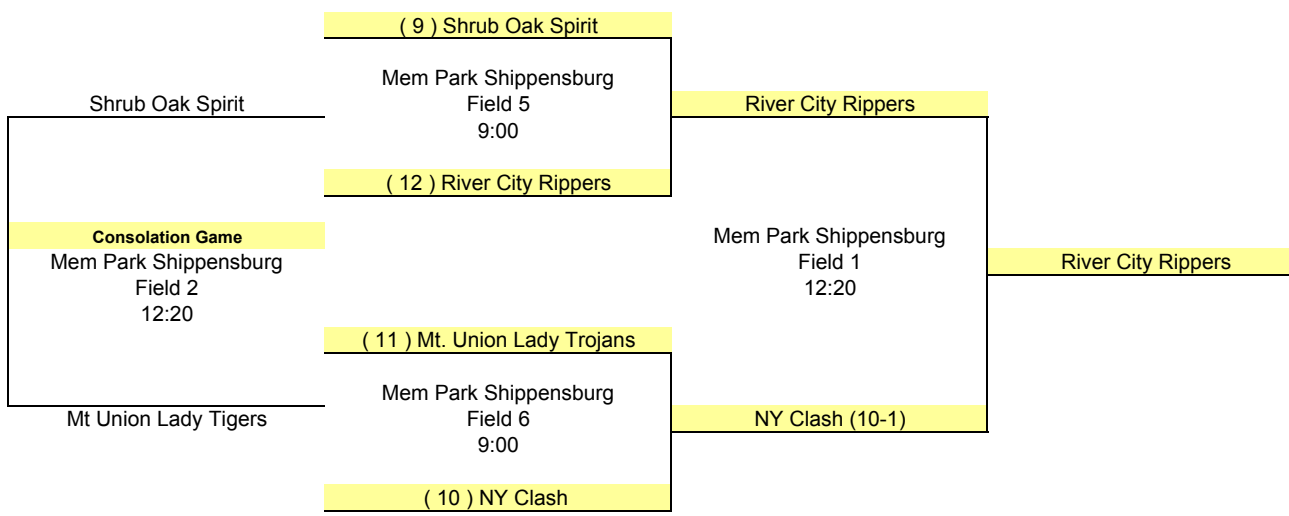 ( 9 ) Shrub Oak Spirit
Mem Park Shippensburg
Field 5
9:00
Shrub Oak Spirit
River City Rippers
( 12 ) River City Rippers
Consolation Game
Mem Park Shippensburg
Field 2
12:20
Mem Park Shippensburg
Field 1
12:20
River City Rippers
( 11 ) Mt. Union Lady Trojans
Mem Park Shippensburg
Field 6
9:00
Mt Union Lady Tigers
NY Clash (10-1)
( 10 ) NY Clash